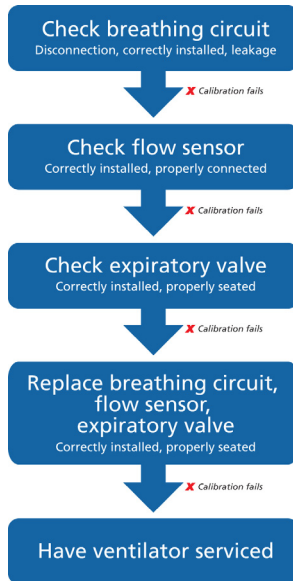 Check breathing circuit
Disconnection, correctly installed, leakage
✗ Calibration fails
Check flow sensor
Correctly installed, properly connected
✗ Calibration fails
Check expiratory valve
Correctly installed, properly seated
✗ Calibration fails
Replace breathing circuit,
flow sensor,
expiratory valve
Correctly installed, properly seated
✗ Calibration fails
Have ventilator serviced